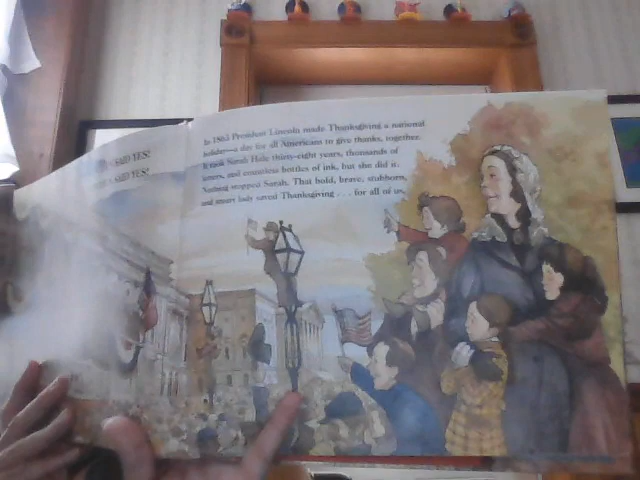 SAID YES!
SAID YES!
In 1863 President Lincoln made Thanksgiving a national
holiday—a day for all Americans to give thanks, together.
It took Sarah Hale thirty-eight years, thousands of
letters, and countless bottles of ink, but she did it.
Nothing stopped Sarah. That bold, brave, stubborn,
and smart lady saved Thanksgiving . . . for all of us.